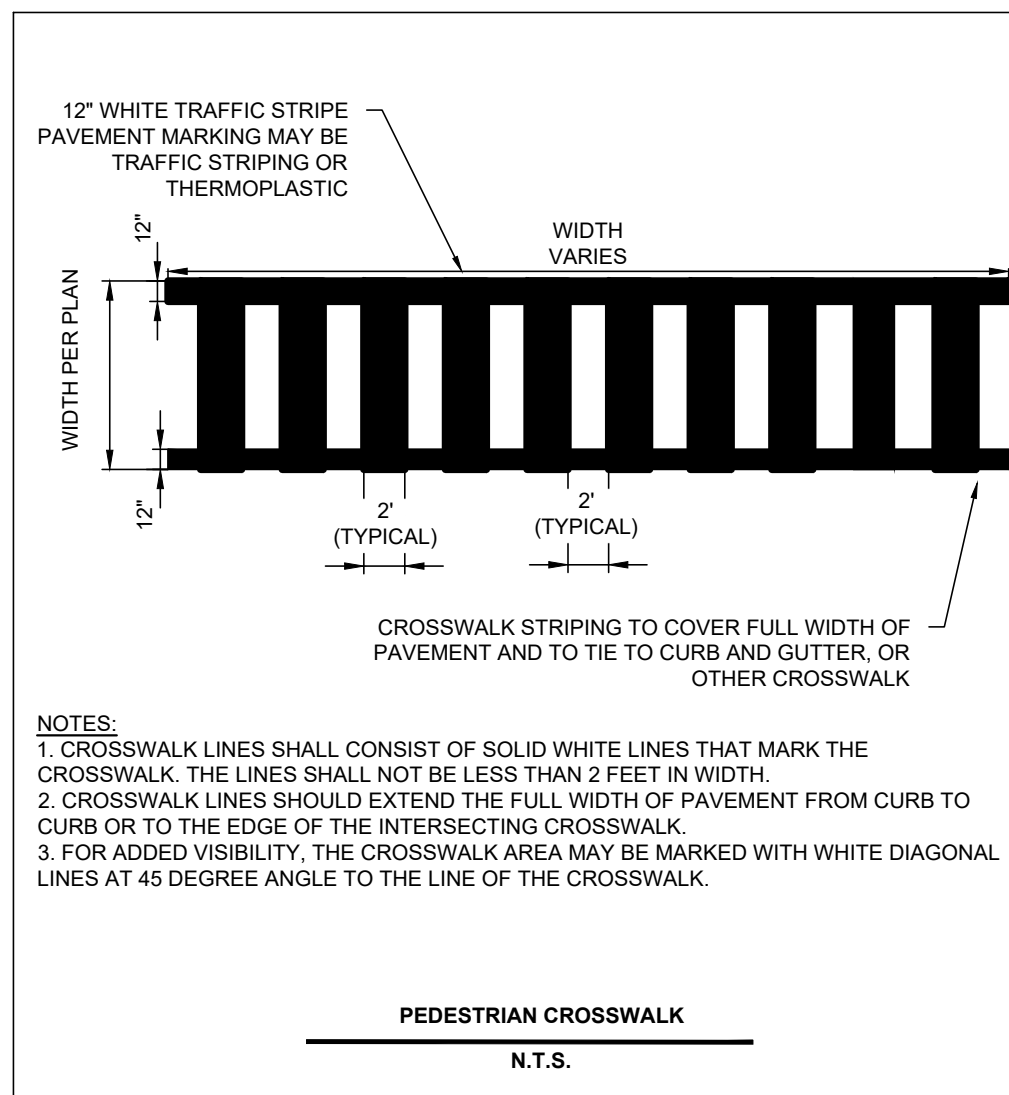 12" WHITE TRAFFIC STRIPE
PAVEMENT MARKING MAY BE
TRAFFIC STRIPING OR
THERMOPLASTIC
12"
WIDTH
VARIES
WIDTH PER PLAN
12"
2'
(TYPICAL)
2'
(TYPICAL)
CROSSWALK STRIPING TO COVER FULL WIDTH OF
PAVEMENT AND TO TIE TO CURB AND GUTTER, OR
OTHER CROSSWALK
NOTES:
1. CROSSWALK LINES SHALL CONSIST OF SOLID WHITE LINES THAT MARK THE
CROSSWALK. THE LINES SHALL NOT BE LESS THAN 2 FEET IN WIDTH.
2. CROSSWALK LINES SHOULD EXTEND THE FULL WIDTH OF PAVEMENT FROM CURB TO
CURB OR TO THE EDGE OF THE INTERSECTING CROSSWALK.
3. FOR ADDED VISIBILITY, THE CROSSWALK AREA MAY BE MARKED WITH WHITE DIAGONAL
LINES AT 45 DEGREE ANGLE TO THE LINE OF THE CROSSWALK.
PEDESTRIAN CROSSWALK
N.T.S.